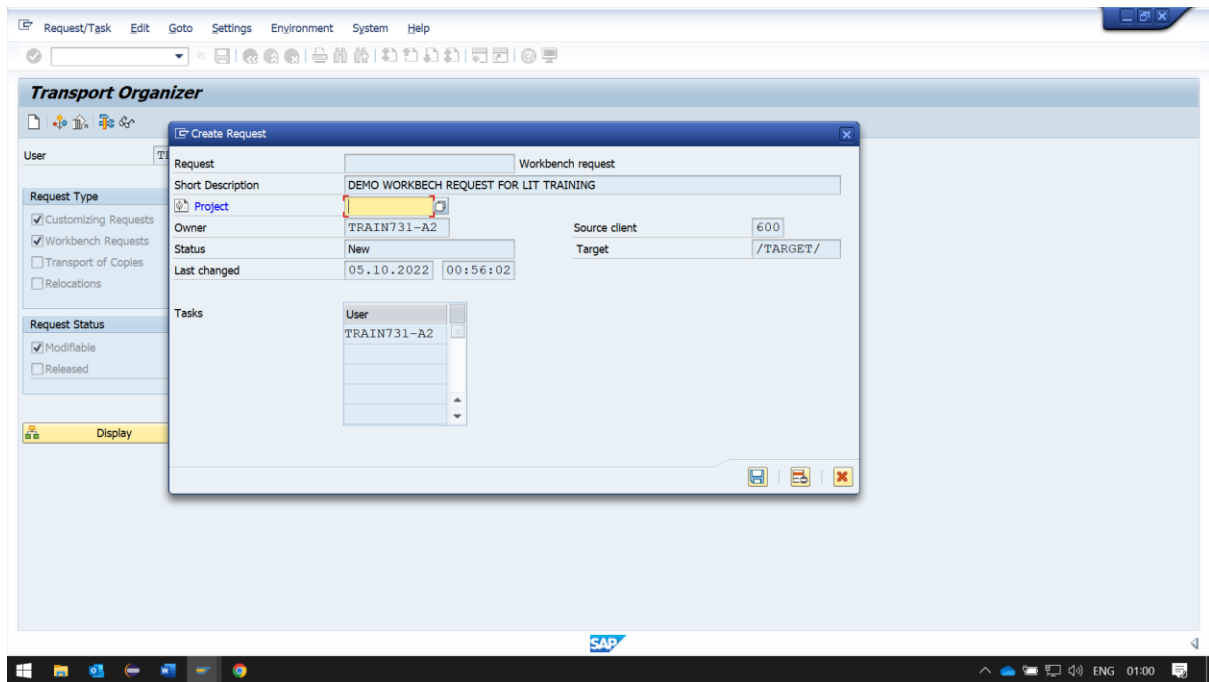 Request/Task Edit Goto Settings Environment System Help
Transport Organizer
Create Request
User
Request Workbench request
Short Description DEMO WORKBECH REQUEST FOR LIT TRAINING
Request Type
Project
Customizing Requests
Owner TRAIN731-A2 Source client 600
Workbench Requests
Status New Target /TARGET/
Transport of Copies
Last changed 05.10.2022 00:56:02
Relocations
Tasks User
Request Status
TRAIN731-A2
Modifiable
Released
Display
SAP
ENG 01:00